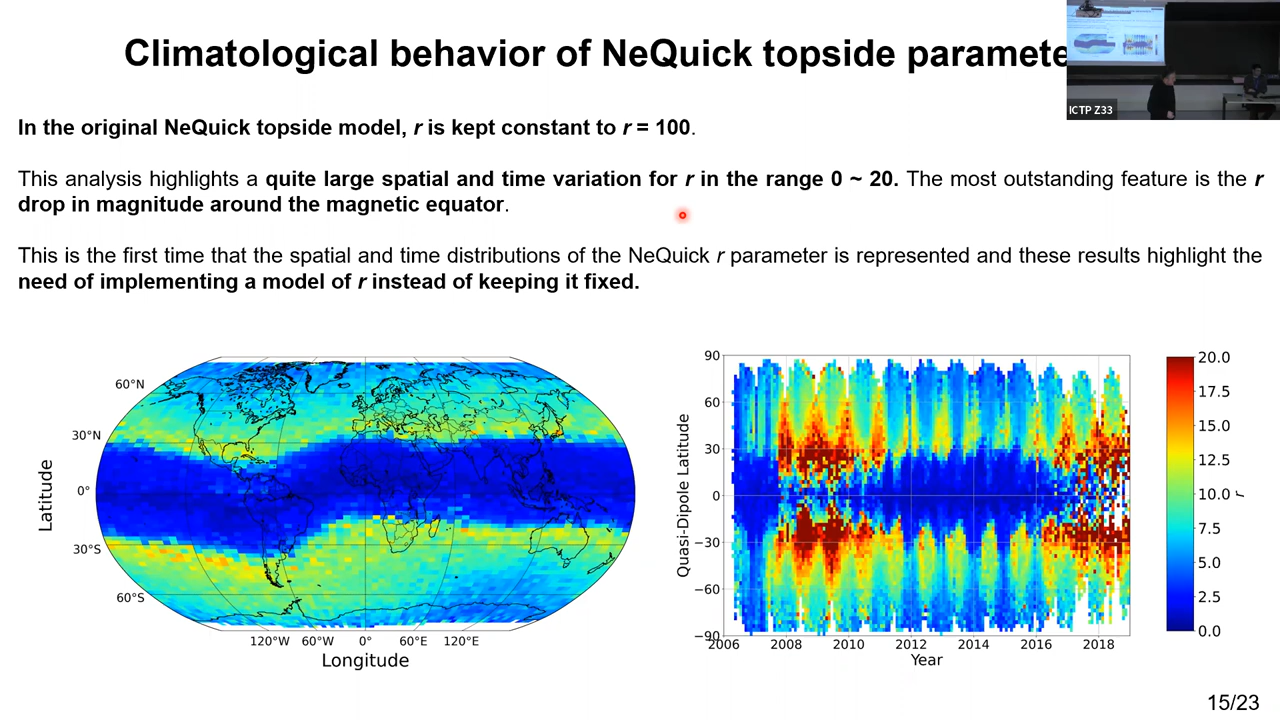 Climatological behavior of NeQuick topside paramete
ICTP Z33
In the original NeQuick topside model, r is kept constant to r = 100.
This analysis highlights a quite large spatial and time variation for r in the range 0 ~ 20. The most outstanding feature is the r
drop in magnitude around the magnetic equator.
This is the first time that the spatial and time distributions of the NeQuick r parameter is represented and these results highlight the
need of implementing a model of r instead of keeping it fixed.
60°N
30°N
0°
30°S
60°S
Latitude
120°W 60°W 0° 60°E 120°E
Longitude
90
60
30
0
−30
−60
−90
Quasi-Dipole Latitude
2006 2008 2010 2012 2014 2016 2018
Year
20.0
17.5
15.0
12.5
10.0
7.5
5.0
2.5
0.0
r
15/23